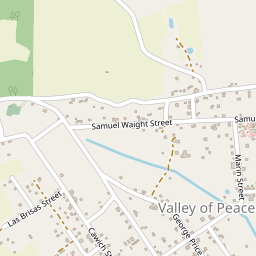 Samuel Waight Street
Samu
Marin Street
Las Brisas Street
Valley of Peace
Cawich S
George Price